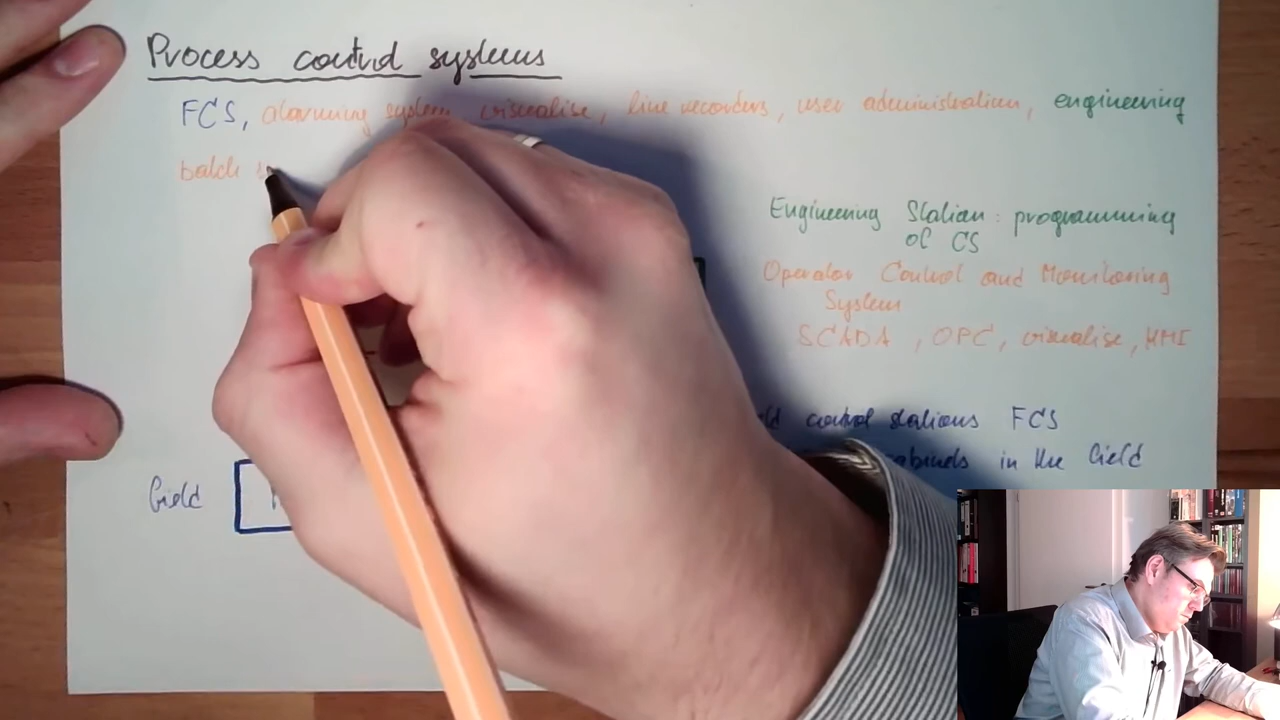 Process control systems
FCS, alarming system, visualise, line recorders, user administration, engineering
batch
Engineering Station: programming
of CS
Operator Control and Monitoring
System
SCADA, OPC, visualise, HMI
control stations FCS
in the field
field